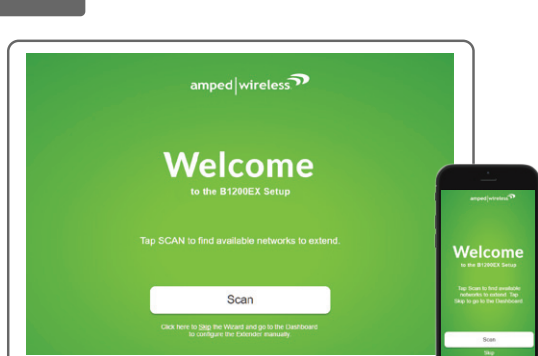 amped|wireless
Welcome
to the B1200EX Setup
Tap SCAN to find available networks to extend.
Scan
Click here to Skip the Wizard and go to the Dashboard
to configure the Extender manually.
amped|wireless
Welcome
to the B1200EX Setup
Tap Scan to find available
networks to extend. Tap
Skip to go to the Dashboard
Scan
Skip